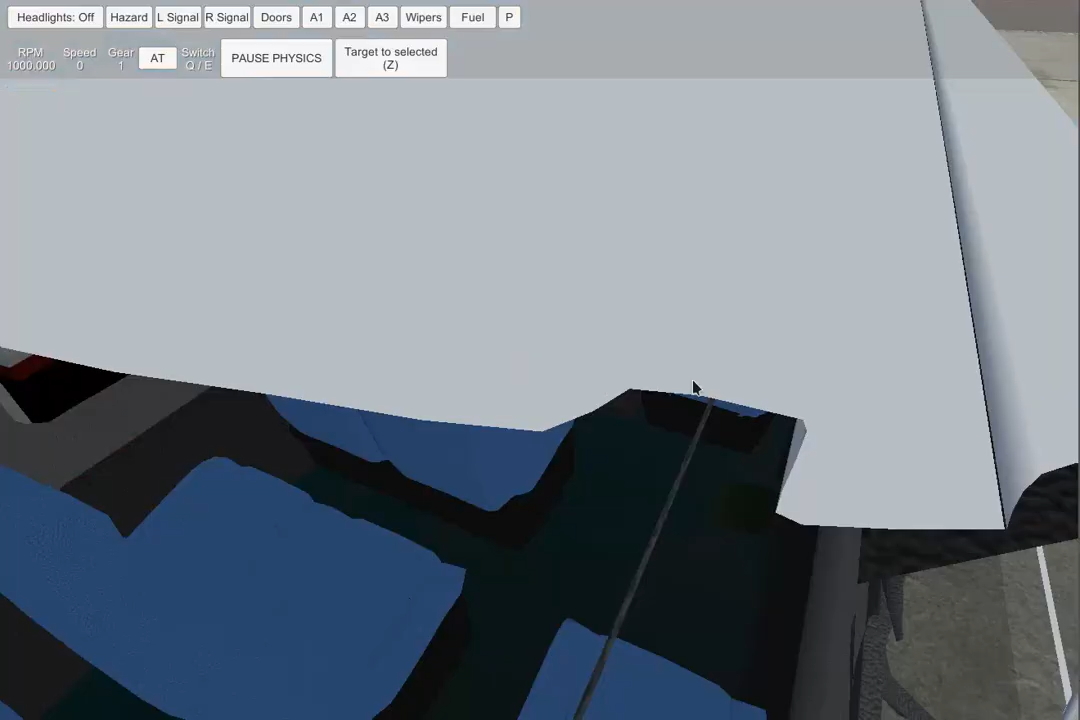 Headlights: Off Hazard L Signal R Signal Doors A1 A2 A3 Wipers Fuel P
RPM Speed Gear AT Switch PAUSE PHYSICS Target to selected
1000.000 0 1 Q / E (Z)